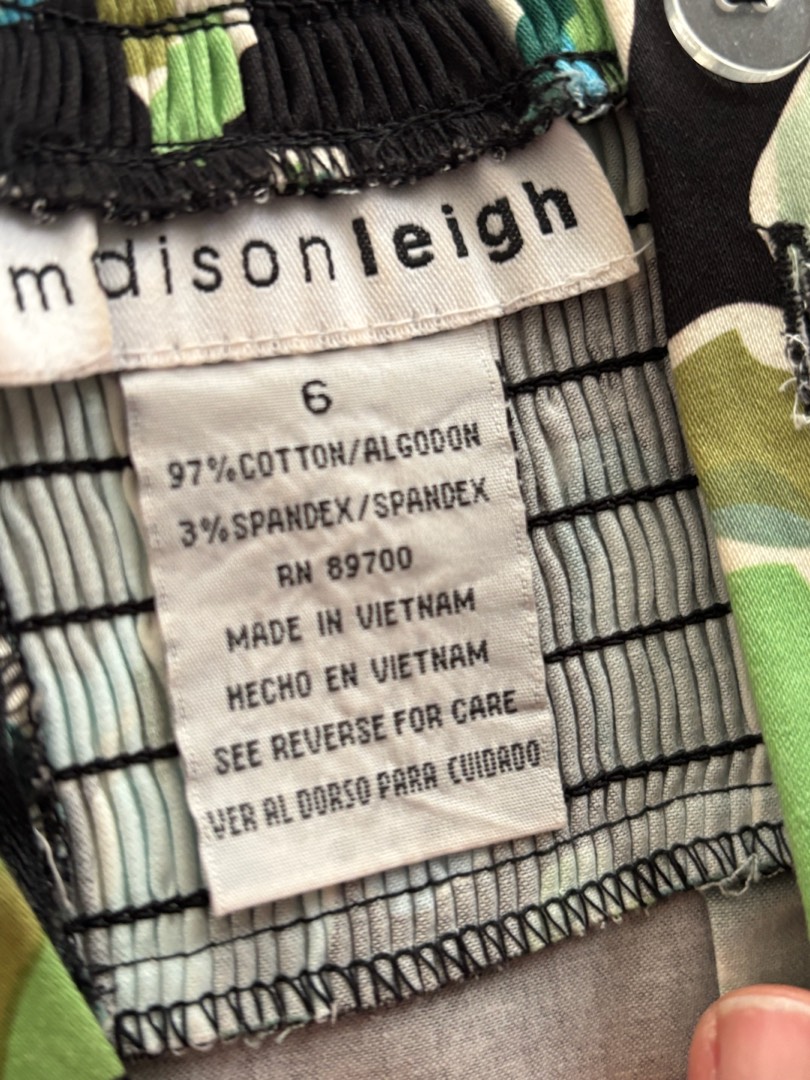 mdisonleigh
6
97%COTTON/ALGODON
3%SPANDEX/SPANDEX
RN 89700
MADE IN VIETNAM
HECHO EN VIETNAM
SEE REVERSE FOR CARE
VER AL DORSO PARA CUIDADO